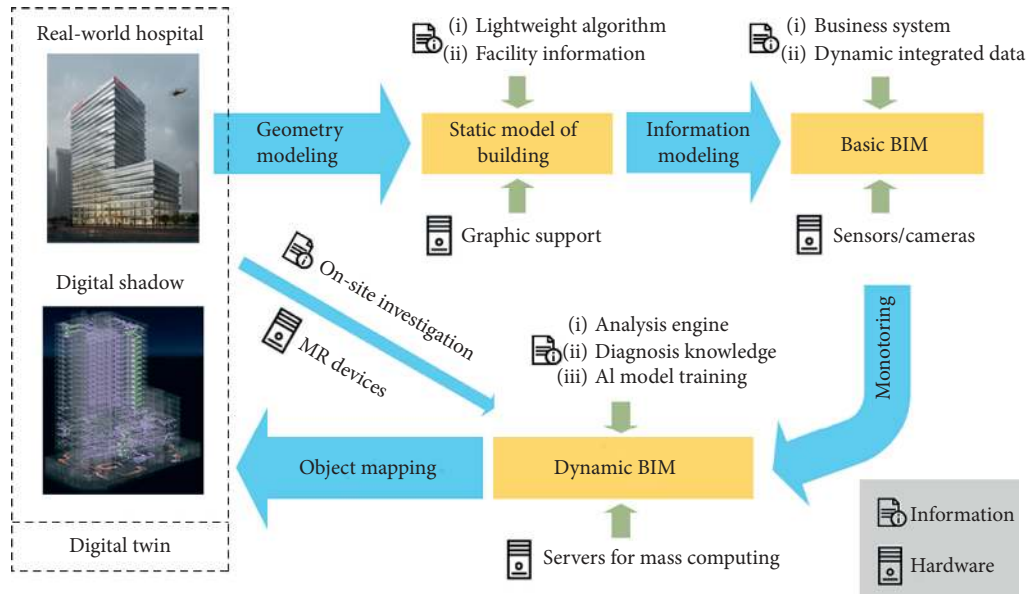 Real-world hospital
Digital shadow
Digital twin
Geometry
modeling
(i) Lightweight algorithm
(ii) Facility information
Static model of
building
Graphic support
Information
modeling
(i) Business system
(ii) Dynamic integrated data
Basic BIM
Sensors/cameras
Monotoring
On-site investigation
MR devices
(i) Analysis engine
(ii) Diagnosis knowledge
(iii) Al model training
Dynamic BIM
Servers for mass computing
Object mapping
Information
Hardware